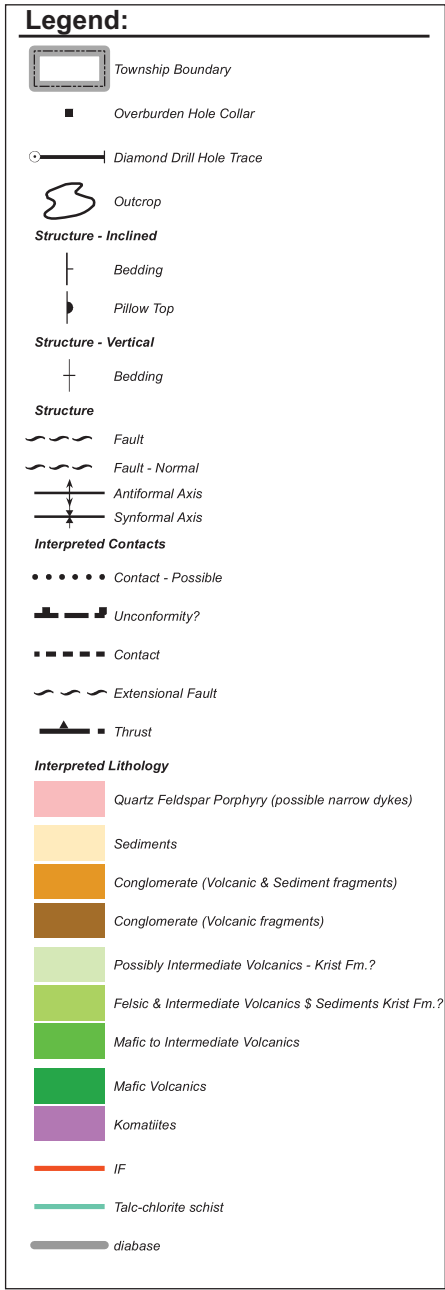 Legend:
Township Boundary
Overburden Hole Collar
Diamond Drill Hole Trace
Outcrop
Structure - Inclined
Bedding
Pillow Top
Structure - Vertical
Bedding
Structure
Fault
Fault - Normal
Antiformal Axis
Synformal Axis
Interpreted Contacts
Contact - Possible
Unconformity?
Contact
Extensional Fault
Thrust
Interpreted Lithology
Quartz Feldspar Porphyry (possible narrow dykes)
Sediments
Conglomerate (Volcanic & Sediment fragments)
Conglomerate (Volcanic fragments)
Possibly Intermediate Volcanics - Krist Fm.?
Felsic & Intermediate Volcanics $ Sediments Krist Fm.?
Mafic to Intermediate Volcanics
Mafic Volcanics
Komatiites
IF
Talc-chlorite schist
diabase